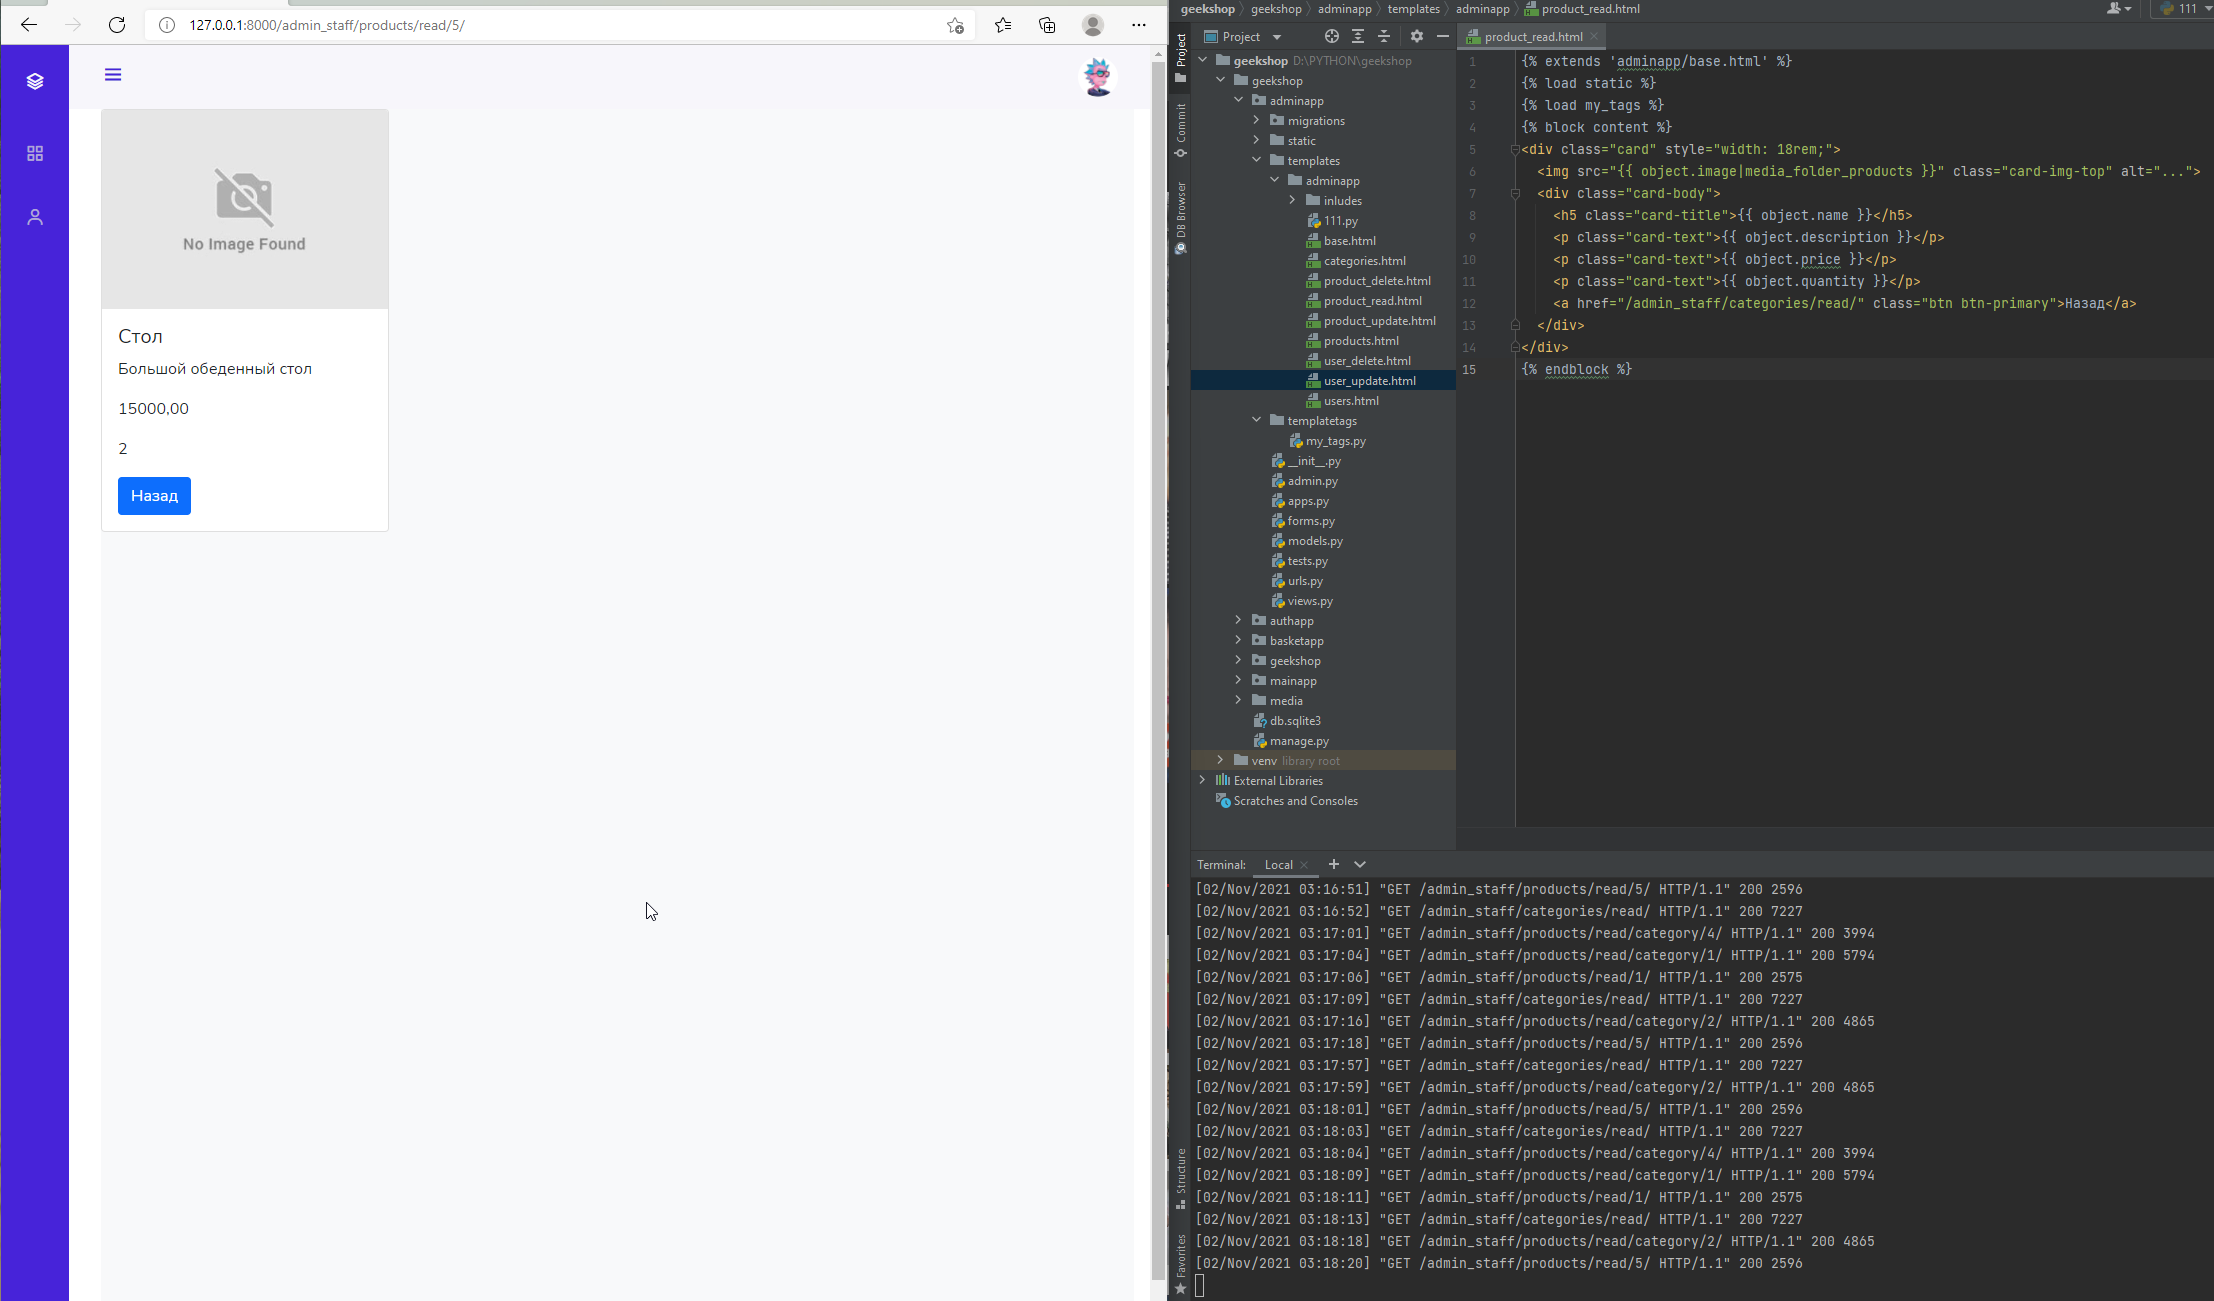 127.0.0.1:8000/admin_staff/products/read/5/
No Image Found
Стол
Большой обеденный стол
15000,00
2
Назад
geekshop geekshop adminapp templates adminapp product_read.html
111
Project
product_read.html
Project
Commit
DB Browser
Structure
Favorites
geekshop D:\PYTHON\geekshop
geekshop
adminapp
migrations
static
templates
adminapp
inludes
111.py
base.html
categories.html
product_delete.html
product_read.html
product_update.html
products.html
user_delete.html
user_update.html
users.html
templatetags
my_tags.py
__init__.py
admin.py
apps.py
forms.py
models.py
tests.py
urls.py
views.py
authapp
basketapp
geekshop
mainapp
media
db.sqlite3
manage.py
venv library root
External Libraries
Scratches and Consoles
1 {% extends 'adminapp/base.html' %}
2 {% load static %}
3 {% load my_tags %}
4 {% block content %}
5 <div class="card" style="width: 18rem;">
6 <img src="{{ object.image|media_folder_products }}" class="card-img-top" alt="...">
7 <div class="card-body">
8 <h5 class="card-title">{{ object.name }}</h5>
9 <p class="card-text">{{ object.description }}</p>
10 <p class="card-text">{{ object.price }}</p>
11 <p class="card-text">{{ object.quantity }}</p>
12 <a href="/admin_staff/categories/read/" class="btn btn-primary">Назад</a>
13 </div>
14 </div>
15 {% endblock %}
Terminal: Local
[02/Nov/2021 03:16:51] "GET /admin_staff/products/read/5/ HTTP/1.1" 200 2596
[02/Nov/2021 03:16:52] "GET /admin_staff/categories/read/ HTTP/1.1" 200 7227
[02/Nov/2021 03:17:01] "GET /admin_staff/products/read/category/4/ HTTP/1.1" 200 3994
[02/Nov/2021 03:17:04] "GET /admin_staff/products/read/category/1/ HTTP/1.1" 200 5794
[02/Nov/2021 03:17:06] "GET /admin_staff/products/read/1/ HTTP/1.1" 200 2575
[02/Nov/2021 03:17:09] "GET /admin_staff/categories/read/ HTTP/1.1" 200 7227
[02/Nov/2021 03:17:16] "GET /admin_staff/products/read/category/2/ HTTP/1.1" 200 4865
[02/Nov/2021 03:17:18] "GET /admin_staff/products/read/5/ HTTP/1.1" 200 2596
[02/Nov/2021 03:17:57] "GET /admin_staff/categories/read/ HTTP/1.1" 200 7227
[02/Nov/2021 03:17:59] "GET /admin_staff/products/read/category/2/ HTTP/1.1" 200 4865
[02/Nov/2021 03:18:01] "GET /admin_staff/products/read/5/ HTTP/1.1" 200 2596
[02/Nov/2021 03:18:03] "GET /admin_staff/categories/read/ HTTP/1.1" 200 7227
[02/Nov/2021 03:18:04] "GET /admin_staff/products/read/category/4/ HTTP/1.1" 200 3994
[02/Nov/2021 03:18:09] "GET /admin_staff/products/read/category/1/ HTTP/1.1" 200 5794
[02/Nov/2021 03:18:11] "GET /admin_staff/products/read/1/ HTTP/1.1" 200 2575
[02/Nov/2021 03:18:13] "GET /admin_staff/categories/read/ HTTP/1.1" 200 7227
[02/Nov/2021 03:18:18] "GET /admin_staff/products/read/category/2/ HTTP/1.1" 200 4865
[02/Nov/2021 03:18:20] "GET /admin_staff/products/read/5/ HTTP/1.1" 200 2596